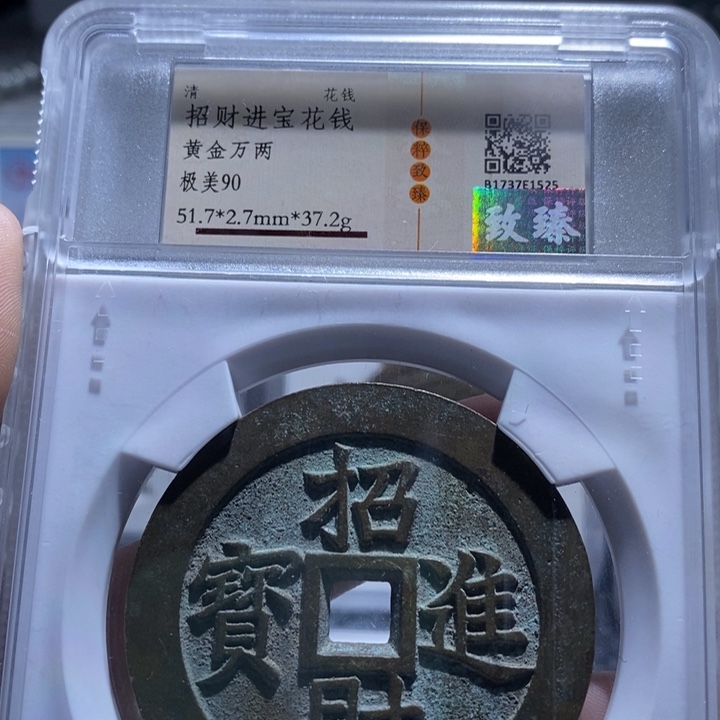 清 花钱
招财进宝花钱
黄金万两
极美90
51.7*2.7mm*37.2g
保粹致臻
B1737E1525
致臻
招
寶 進
財